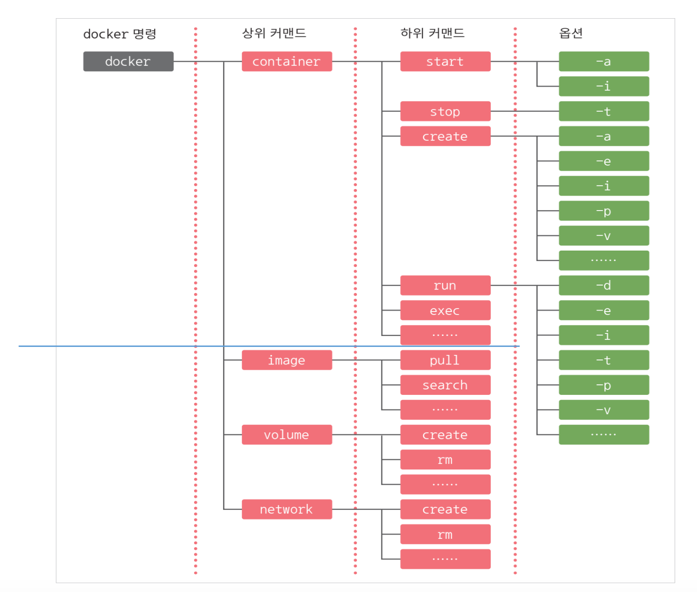 docker 명령 상위 커맨드 하위 커맨드 옵션
docker container start -a
-i
stop -t
create -a
-e
-i
-p
-v
......
run -d
exec -e
...... -i
image pull -t
search -p
...... -v
volume create ......
rm
......
network create
rm
......